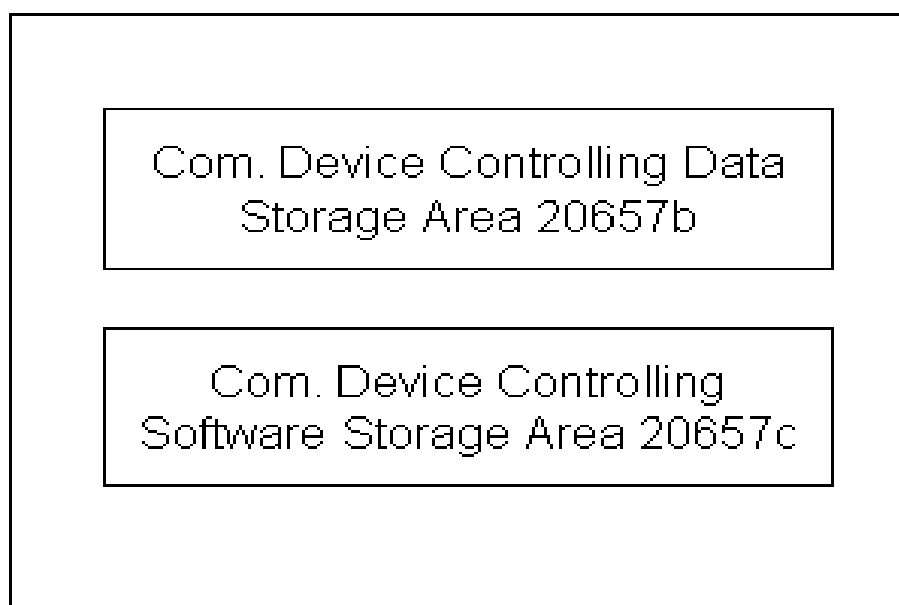 Com. Device Controlling Data
Storage Area 20657b
Com. Device Controlling
Software Storage Area 20657c